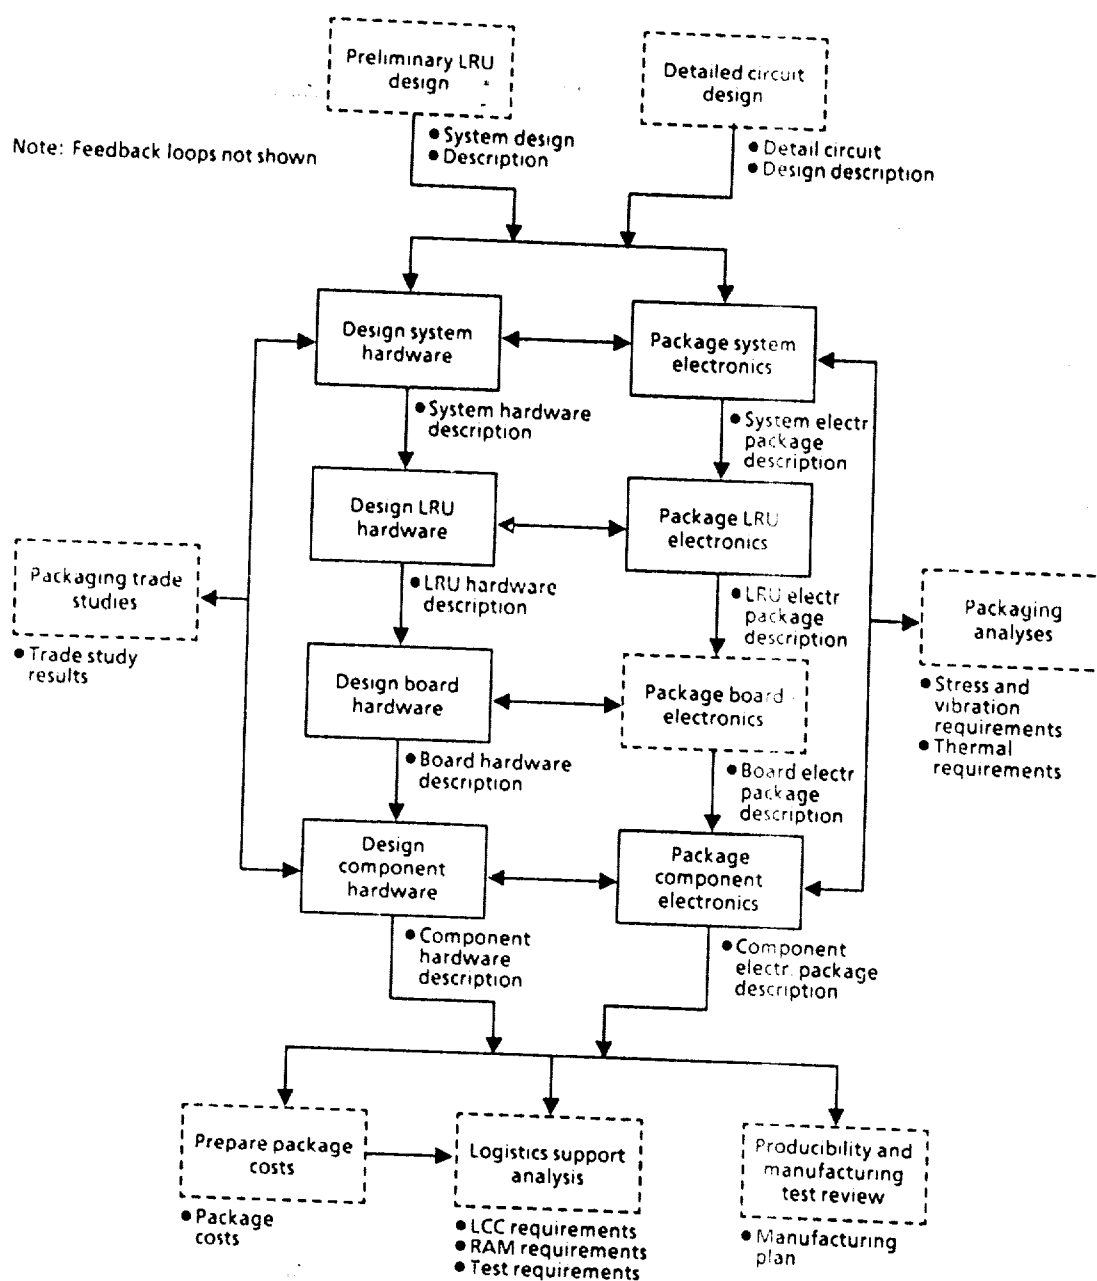 Preliminary LRU
design
Detailed circuit
design
Note: Feedback loops not shown
● System design
● Description
● Detail circuit
● Design description
Design system
hardware
Package system
electronics
● System hardware
description
● System electr
package
description
Design LRU
hardware
Package LRU
electronics
Packaging trade
studies
● Trade study
results
● LRU hardware
description
● LRU electr
package
description
Packaging
analyses
● Stress and
vibration
requirements
● Thermal
requirements
Design board
hardware
Package board
electronics
● Board hardware
description
● Board electr
package
description
Design
component
hardware
Package
component
electronics
● Component
hardware
description
● Component
electr. package
description
Prepare package
costs
● Package
costs
Logistics support
analysis
● LCC requirements
● RAM requirements
● Test requirements
Producibility and
manufacturing
test review
● Manufacturing
plan